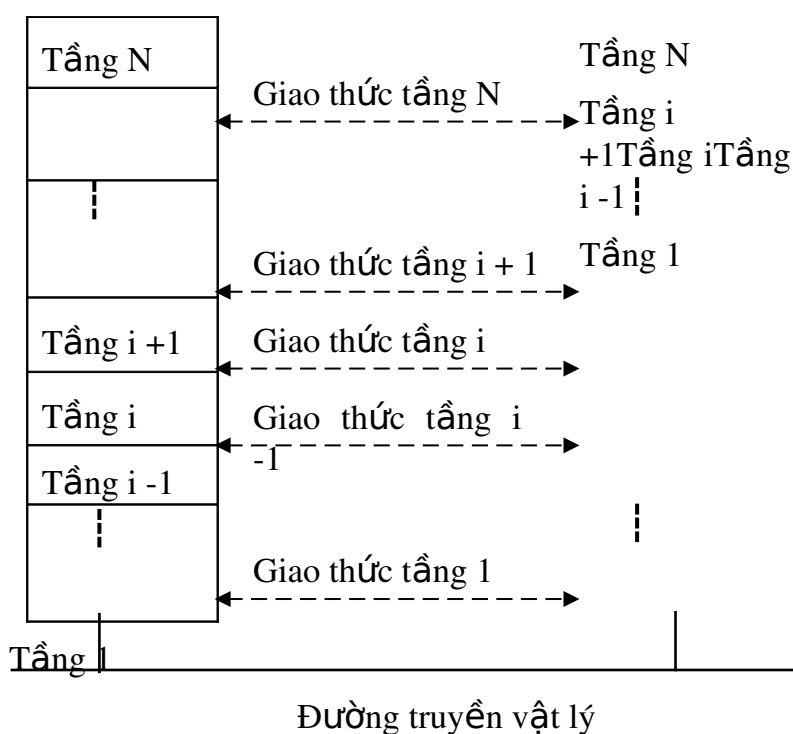 Tầng N
Tầng i +1
Tầng i
Tầng i -1
Tầng 1
Giao thức tầng N
Giao thức tầng i + 1
Giao thức tầng i
Giao thức tầng i
-1
Giao thức tầng 1
Tầng N
Tầng i
+1Tầng iTầng
i -1
Tầng 1
Đường truyền vật lý